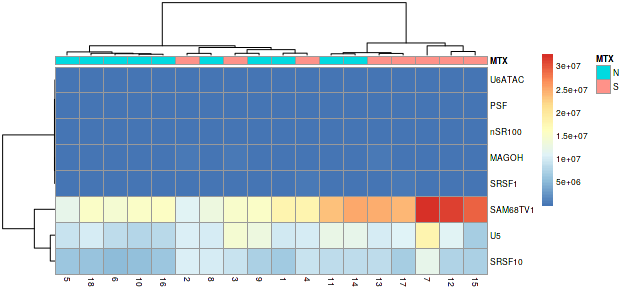 MTX
U6ATAC
PSF
nSR100
MAGOH
SRSF1
SAM68TV1
U5
SRSF10
5 18 6 10 16 2 8 3 9 1 4 11 14 13 17 7 12 15
3e+07
2.5e+07
2e+07
1.5e+07
1e+07
5e+06
MTX
N
S